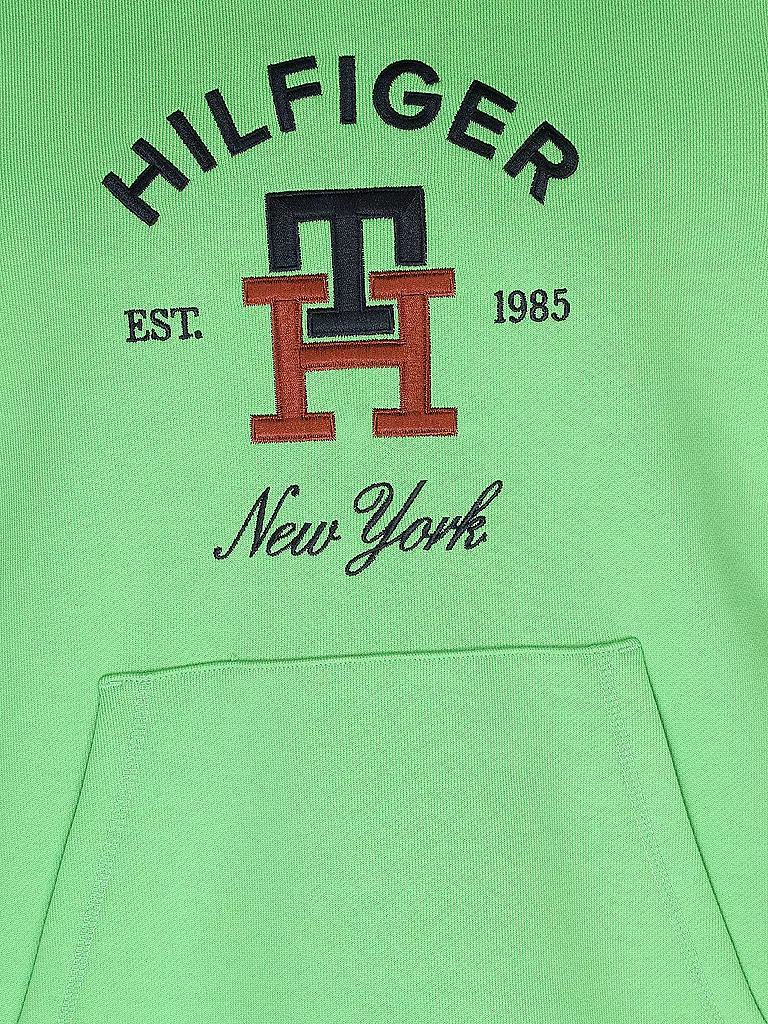 HILFIGER
TH
EST. 1985
New York